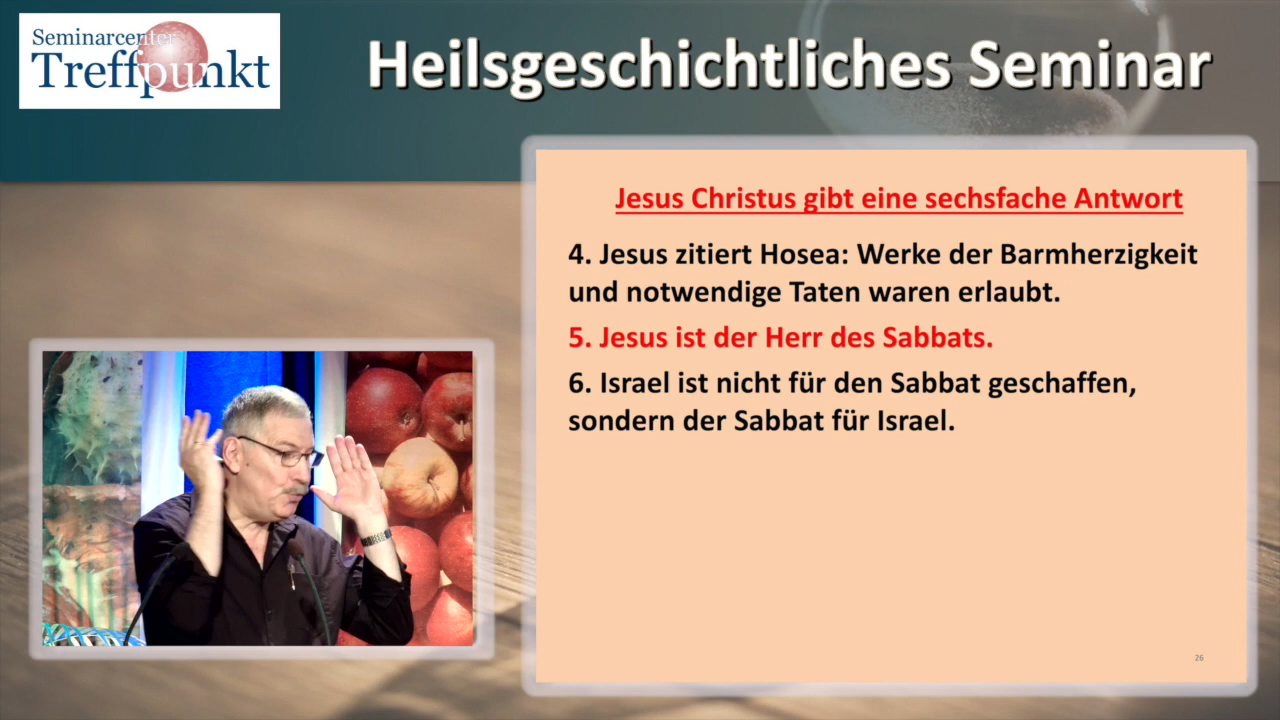 Seminarcenter
Treffpunkt
Heilsgeschichtliches Seminar
Jesus Christus gibt eine sechsfache Antwort
4. Jesus zitiert Hosea: Werke der Barmherzigkeit
und notwendige Taten waren erlaubt.
5. Jesus ist der Herr des Sabbats.
6. Israel ist nicht für den Sabbat geschaffen,
sondern der Sabbat für Israel.
26